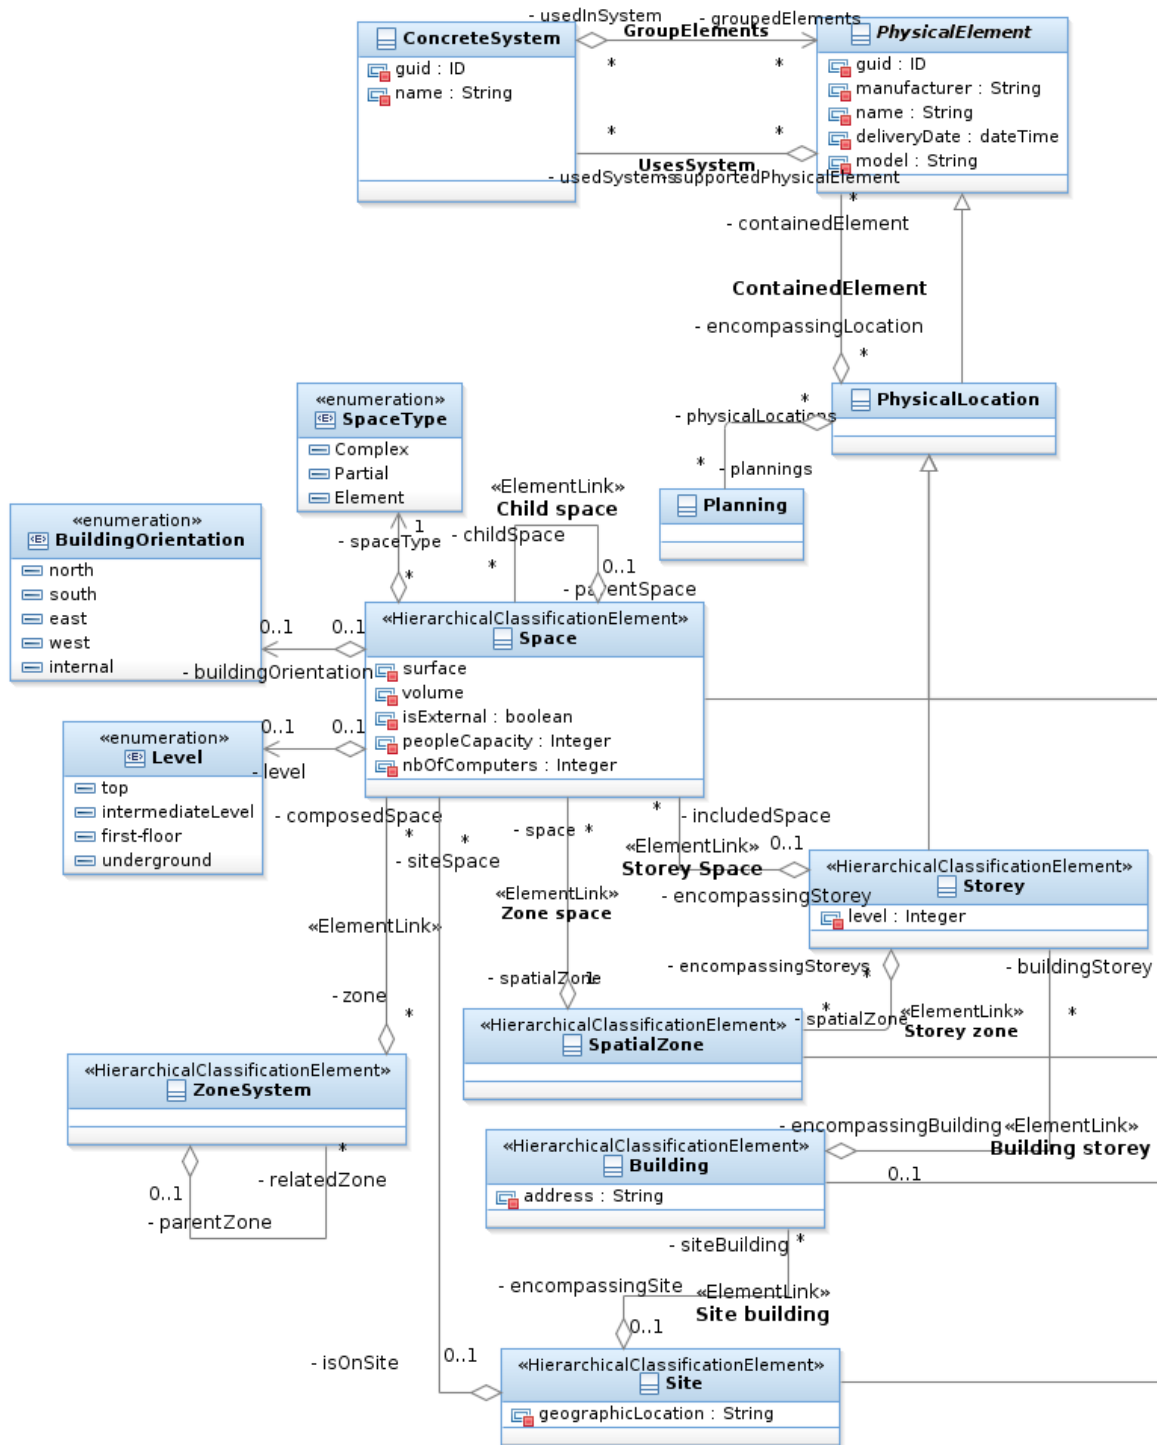 - usedInSystem
- groupedElements
GroupElements
ConcreteSystem
guid : ID
name : String
PhysicalElement
guid : ID
manufacturer : String
name : String
deliveryDate : dateTime
model : String
*
*
*
*
UsesSystem
- usedSystems
- supportedPhysicalElement
*
- containedElement
ContainedElement
- encompassingLocation
*
PhysicalLocation
*
- physicalLocations
*
- plannings
Planning
«enumeration»
<E> SpaceType
Complex
Partial
Element
1
- spaceType
*
«ElementLink»
Child space
- childSpace
*
0..1
- parentSpace
«enumeration»
<E> BuildingOrientation
north
south
east
west
internal
0..1
0..1
- buildingOrientation
«HierarchicalClassificationElement»
Space
surface
volume
isExternal : boolean
peopleCapacity : Integer
nbOfComputers : Integer
«enumeration»
<E> Level
top
intermediateLevel
first-floor
underground
0..1
0..1
- level
- composedSpace
*
- siteSpace
*
- space
*
*
- includedSpace
«ElementLink»
Storey Space
0..1
- encompassingStorey
«ElementLink»
Zone space
«HierarchicalClassificationElement»
Storey
level : Integer
«ElementLink»
- zone
*
- spatialZone
1
- encompassingStoreys
*
- buildingStorey
*
*
- spatialZone
«ElementLink»
Storey zone
«HierarchicalClassificationElement»
SpatialZone
«HierarchicalClassificationElement»
ZoneSystem
*
- relatedZone
0..1
- parentZone
- encompassingBuilding
«ElementLink»
Building storey
0..1
«HierarchicalClassificationElement»
Building
address : String
- siteBuilding
*
- encompassingSite
«ElementLink»
Site building
0..1
- isOnSite
0..1
«HierarchicalClassificationElement»
Site
geographicLocation : String